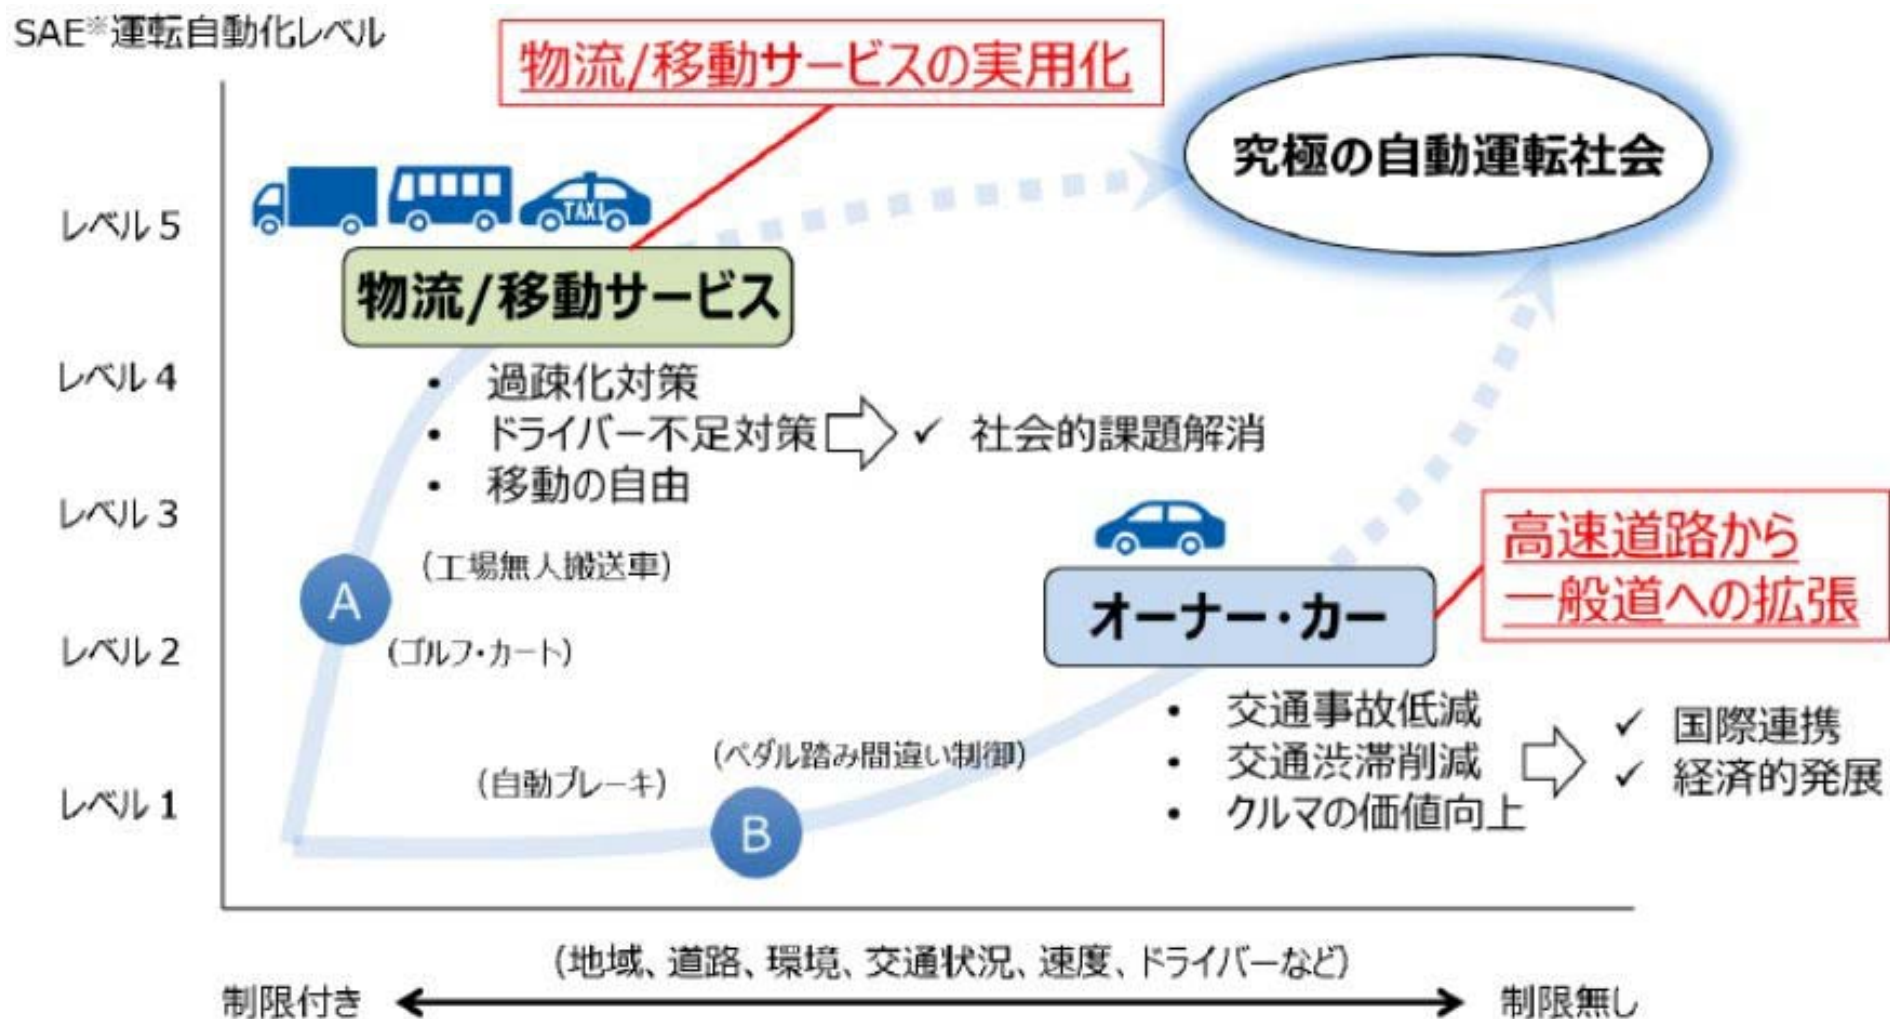 SAE※運転自動化レベル
物流/移動サービスの実用化
究極の自動運転社会
レベル5
TAXI
物流/移動サービス
レベル4
• 過疎化対策
• ドライバー不足対策
✓ 社会的課題解消
• 移動の自由
レベル3
高速道路から
一般道への拡張
(工場無人搬送車)
A
オーナー・カー
レベル2
(ゴルフ・カート)
• 交通事故低減
• 交通渋滞削減
• クルマの価値向上
✓ 国際連携
✓ 経済的発展
(ペダル踏み間違い制御)
(自動ブレーキ)
レベル1
B
(地域、道路、環境、交通状況、速度、ドライバーなど)
制限付き
制限無し